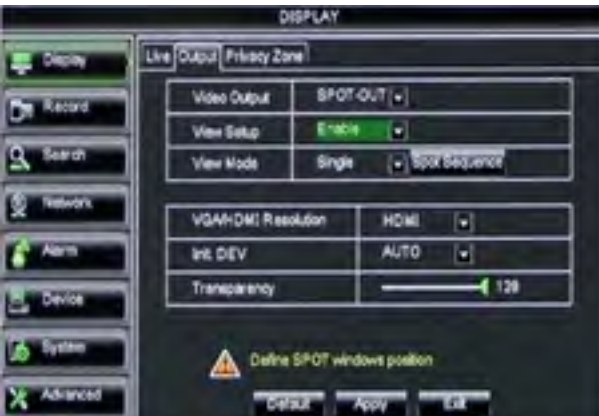 DISPLAY
Display
Record
Search
Network
Alarm
Device
System
Advanced
Live Output Privacy Zone
Video Output SPOT-OUT
View Setup Enable
View Mode Single Spot Sequence
VGA/HDMI Resolution HDMI
Init. DEV AUTO
Transparency 128
Define SPOT windows position
Default Apply Exit